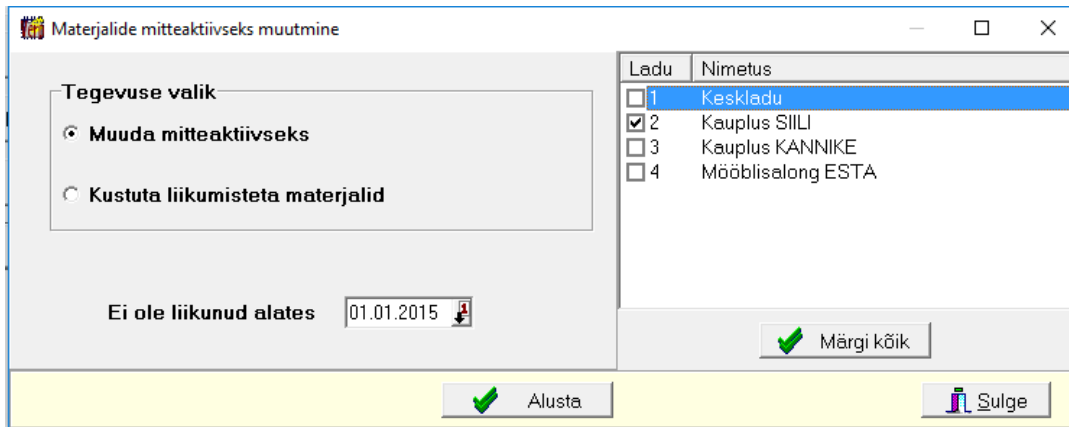 Materjalide mitteaktiivseks muutmine
Tegevuse valik
Muuda mitteaktiivseks
Kustuta liikumisteta materjalid
Ei ole liikunud alates 01.01.2015
Ladu Nimetus
1 Keskladu
2 Kauplus SIILI
3 Kauplus KANNIKE
4 Mööblisalong ESTA
Märgi kõik
Alusta
Sulge